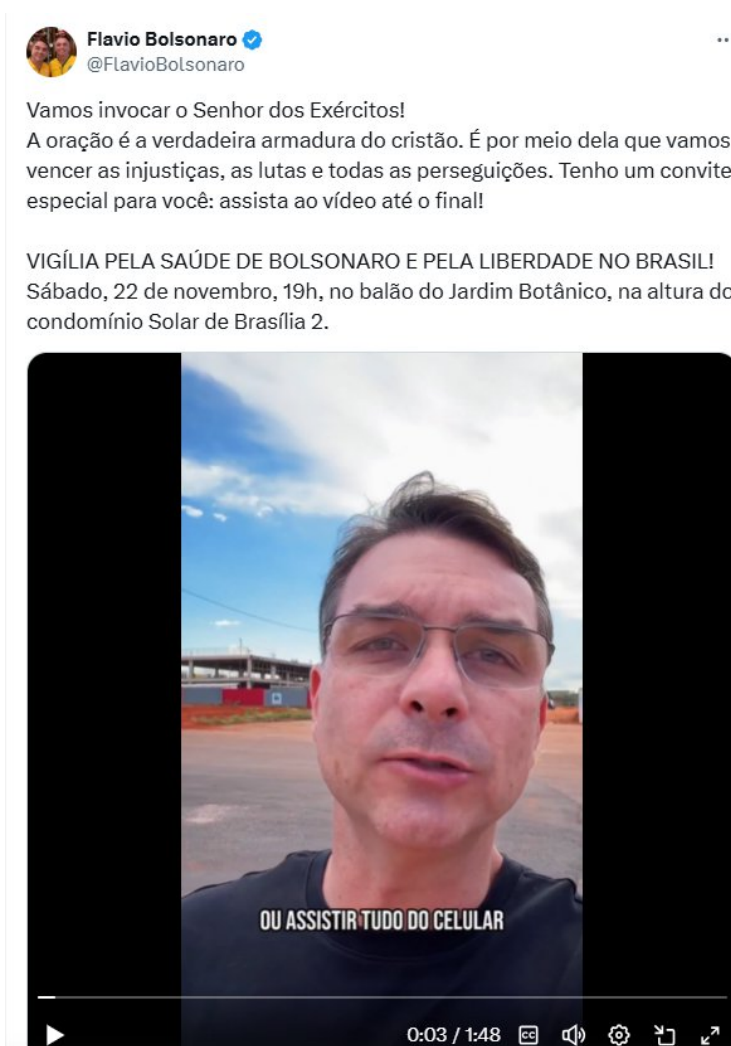 Flavio Bolsonaro
@FlavioBolsonaro
Vamos invocar o Senhor dos Exércitos!
A oração é a verdadeira armadura do cristão. É por meio dela que vamos
vencer as injustiças, as lutas e todas as perseguições. Tenho um convite
especial para você: assista ao vídeo até o final!
VIGÍLIA PELA SAÚDE DE BOLSONARO E PELA LIBERDADE NO BRASIL!
Sábado, 22 de novembro, 19h, no balão do Jardim Botânico, na altura do
condomínio Solar de Brasília 2.
OU ASSISTIR TUDO DO CELULAR
0:03 / 1:48 CC